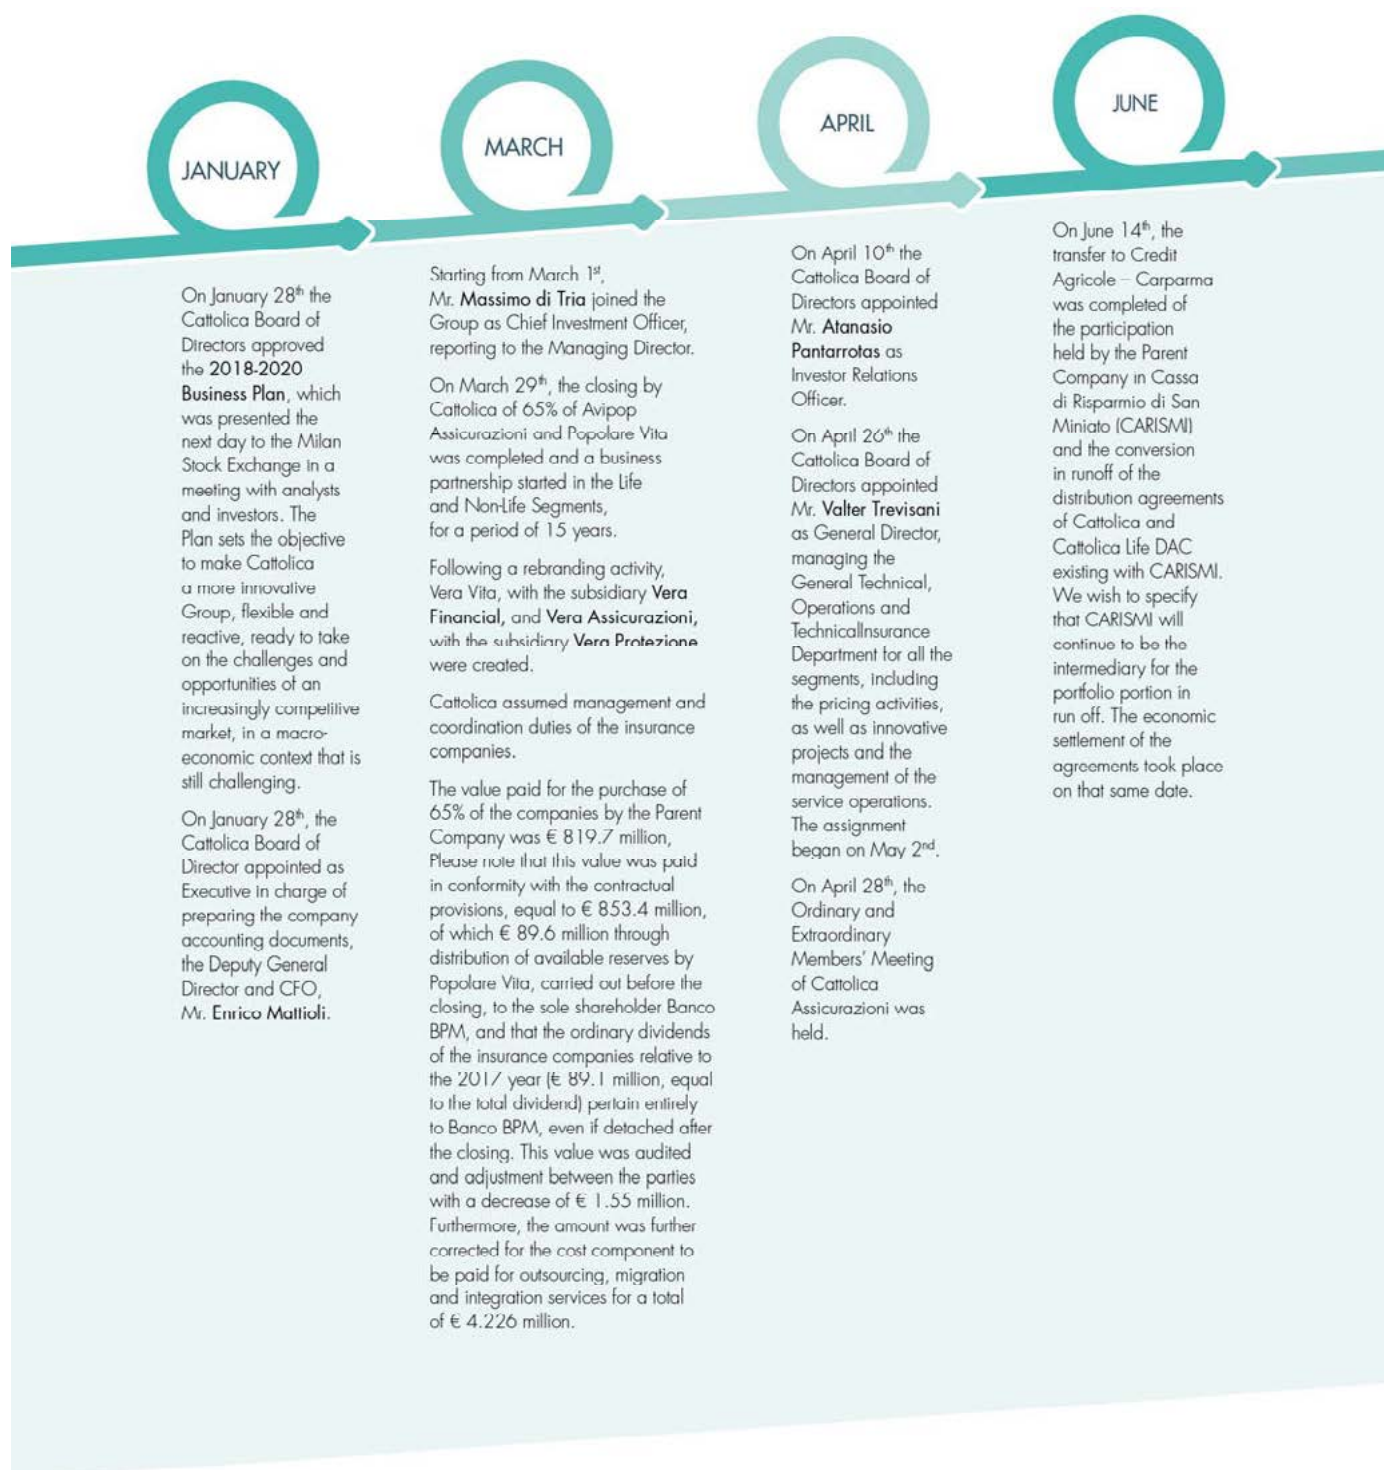 JANUARY
On January 28th the
Cattolica Board of
Directors approved
the 2018-2020
Business Plan, which
was presented the
next day to the Milan
Stock Exchange in a
meeting with analysts
and investors. The
Plan sets the objective
to make Cattolica
a more innovative
Group, flexible and
reactive, ready to take
on the challenges and
opportunities of an
increasingly competitive
market, in a macro-
economic context that is
still challenging.
On January 28th, the
Cattolica Board of
Director appointed as
Executive in charge of
preparing the company
accounting documents,
the Deputy General
Director and CFO,
Mr. Enrico Mattioli.
MARCH
Starting from March 1st,
Mr. Massimo di Tria joined the
Group as Chief Investment Officer,
reporting to the Managing Director.
On March 29th, the closing by
Cattolica of 65% of Avipop
Assicurazioni and Popolare Vita
was completed and a business
partnership started in the Life
and Non-Life Segments,
for a period of 15 years.
Following a rebranding activity,
Vera Vita, with the subsidiary Vera
Financial, and Vera Assicurazioni,
with the subsidiary Vera Protezione
were created.
Cattolica assumed management and
coordination duties of the insurance
companies.
The value paid for the purchase of
65% of the companies by the Parent
Company was € 819.7 million,
Please note that this value was paid
in conformity with the contractual
provisions, equal to € 853.4 million,
of which € 89.6 million through
distribution of available reserves by
Popolare Vita, carried out before the
closing, to the sole shareholder Banco
BPM, and that the ordinary dividends
of the insurance companies relative to
the 2017 year (€ 89.1 million, equal
to the total dividend) pertain entirely
to Banco BPM, even if detached after
the closing. This value was audited
and adjustment between the parties
with a decrease of € 1.55 million.
Furthermore, the amount was further
corrected for the cost component to
be paid for outsourcing, migration
and integration services for a total
of € 4.226 million.
APRIL
On April 10th the
Cattolica Board of
Directors appointed
Mr. Atanasio
Pantarrotas as
Investor Relations
Officer.
On April 26th the
Cattolica Board of
Directors appointed
Mr. Valter Trevisani
as General Director,
managing the
General Technical,
Operations and
TechnicalInsurance
Department for all the
segments, including
the pricing activities,
as well as innovative
projects and the
management of the
service operations.
The assignment
began on May 2nd.
On April 28th, the
Ordinary and
Extraordinary
Members' Meeting
of Cattolica
Assicurazioni was
held.
JUNE
On June 14th, the
transfer to Credit
Agricole – Carparma
was completed of
the participation
held by the Parent
Company in Cassa
di Risparmio di San
Miniato (CARISMI)
and the conversion
in runoff of the
distribution agreements
of Cattolica and
Cattolica Life DAC
existing with CARISMI.
We wish to specify
that CARISMI will
continue to be the
intermediary for the
portfolio portion in
run off. The economic
settlement of the
agreements took place
on that same date.